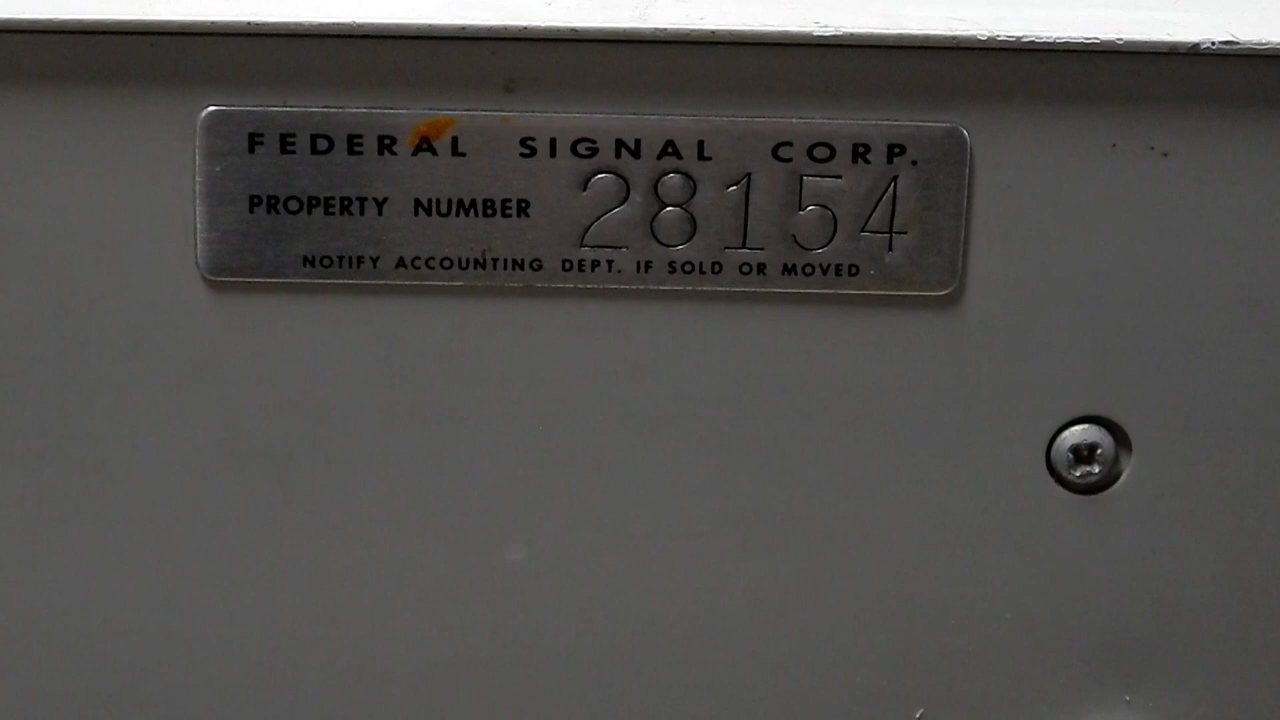 FEDERAL SIGNAL CORP.
PROPERTY NUMBER 28154
NOTIFY ACCOUNTING DEPT. IF SOLD OR MOVED